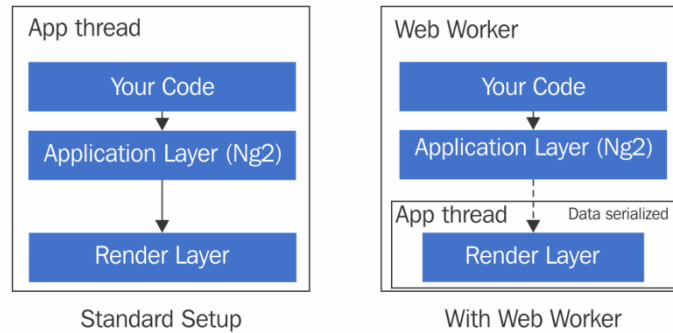 App thread
Your Code
Application Layer (Ng2)
Render Layer
Standard Setup
Web Worker
Your Code
Application Layer (Ng2)
App thread
Data serialized
Render Layer
With Web Worker